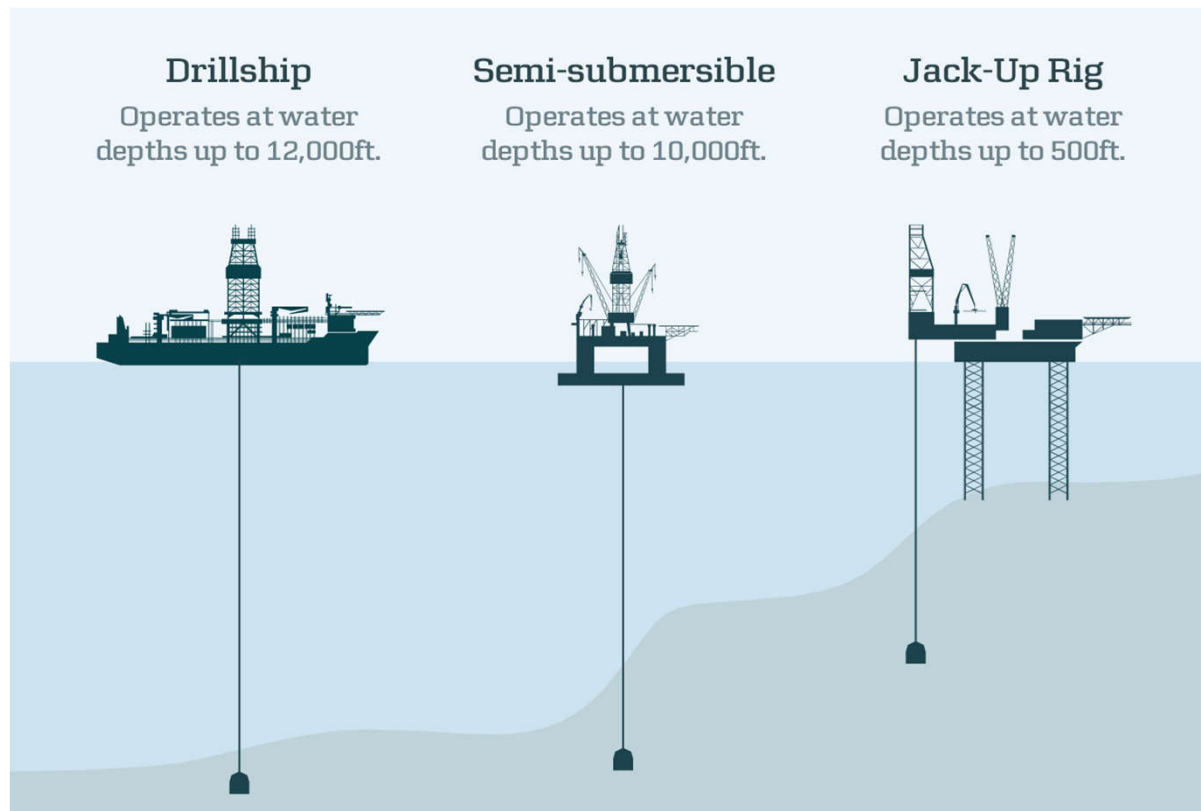 Drillship
Operates at water
depths up to 12,000ft.
Semi-submersible
Operates at water
depths up to 10,000ft.
Jack-Up Rig
Operates at water
depths up to 500ft.